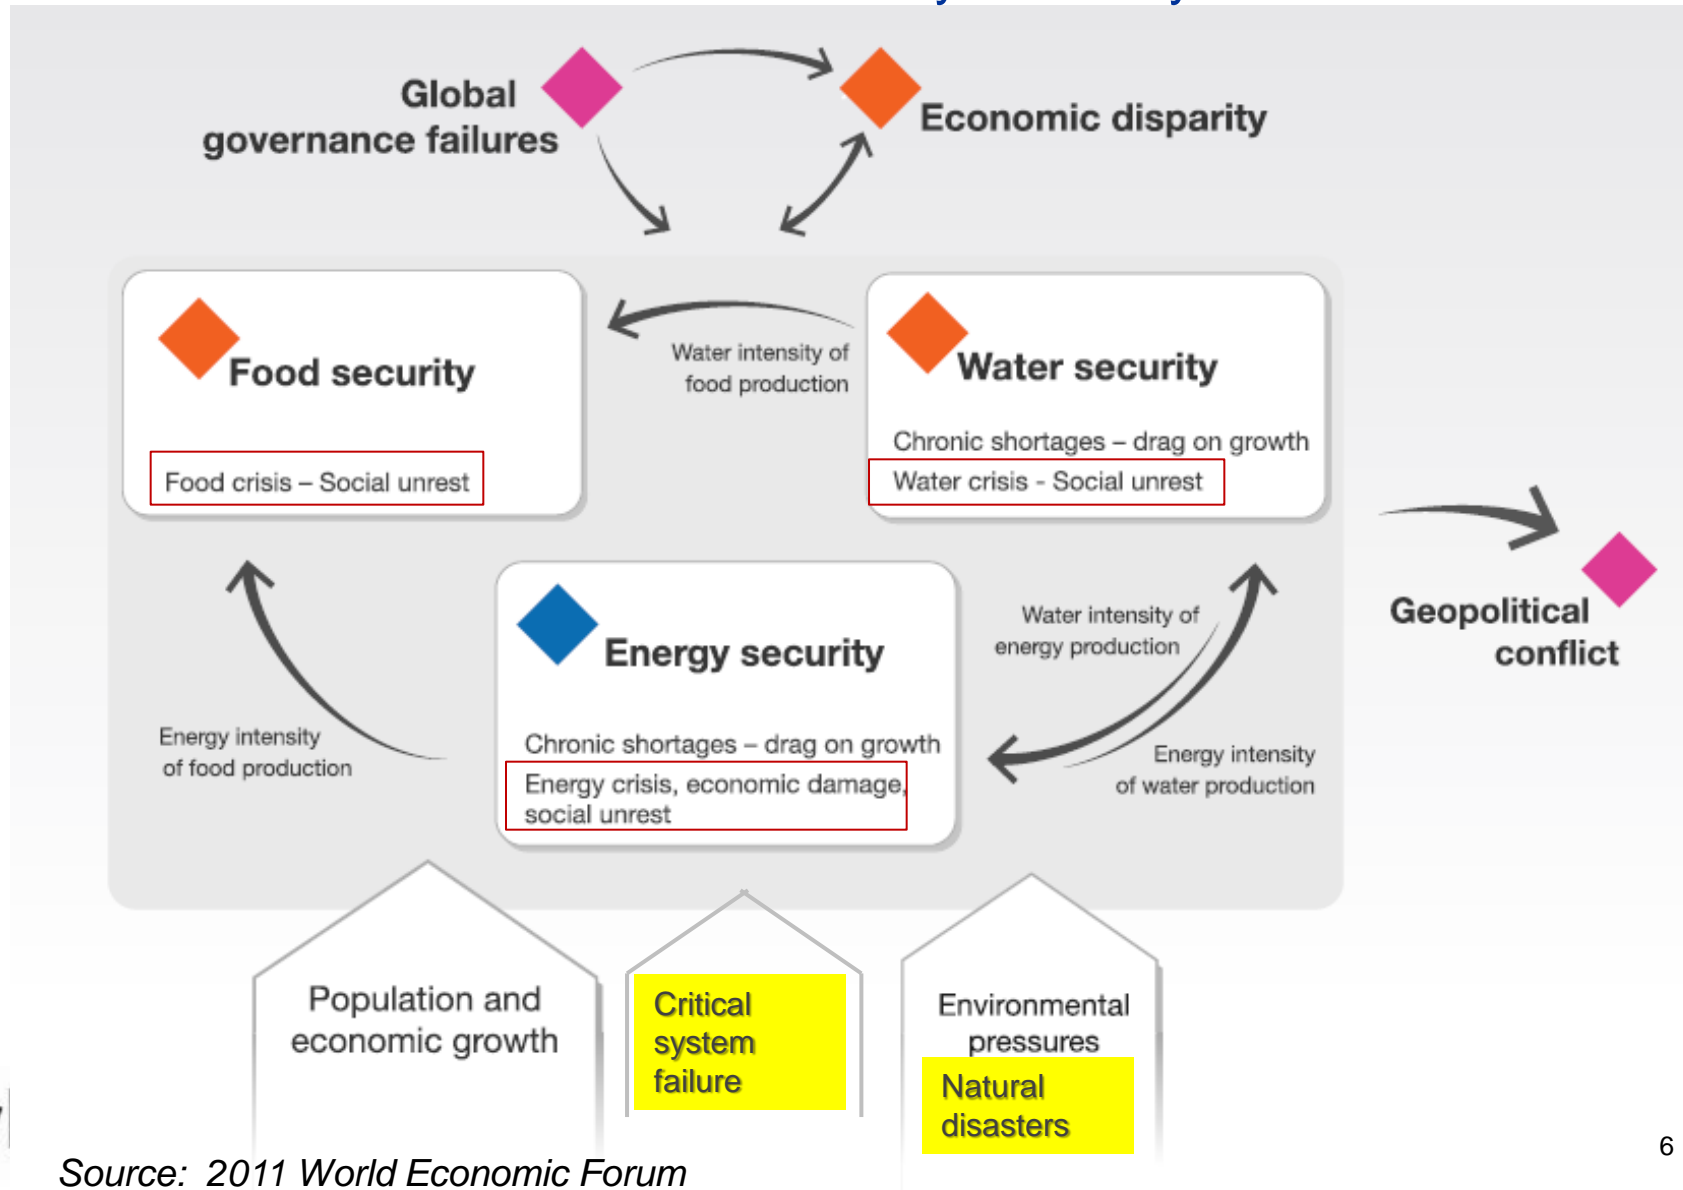 Global
governance failures
Economic disparity
Food security
Food crisis – Social unrest
Water intensity of
food production
Water security
Chronic shortages – drag on growth
Water crisis - Social unrest
Geopolitical
conflict
Energy security
Chronic shortages – drag on growth
Energy crisis, economic damage,
social unrest
Water intensity of
energy production
Energy intensity
of food production
Energy intensity
of water production
Population and
economic growth
Critical
system
failure
Environmental
pressures
Natural
disasters
Source: 2011 World Economic Forum
6